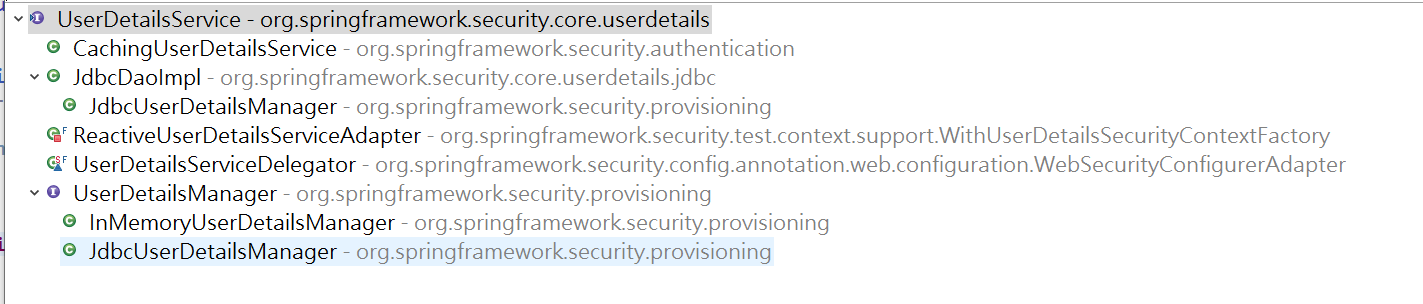 UserDetailsService - org.springframework.security.core.userdetails
CachingUserDetailsService - org.springframework.security.authentication
JdbcDaoImpl - org.springframework.security.core.userdetails.jdbc
JdbcUserDetailsManager - org.springframework.security.provisioning
ReactiveUserDetailsServiceAdapter - org.springframework.security.test.context.support.WithUserDetailsSecurityContextFactory
UserDetailsServiceDelegator - org.springframework.security.config.annotation.web.configuration.WebSecurityConfigurerAdapter
UserDetailsManager - org.springframework.security.provisioning
InMemoryUserDetailsManager - org.springframework.security.provisioning
JdbcUserDetailsManager - org.springframework.security.provisioning